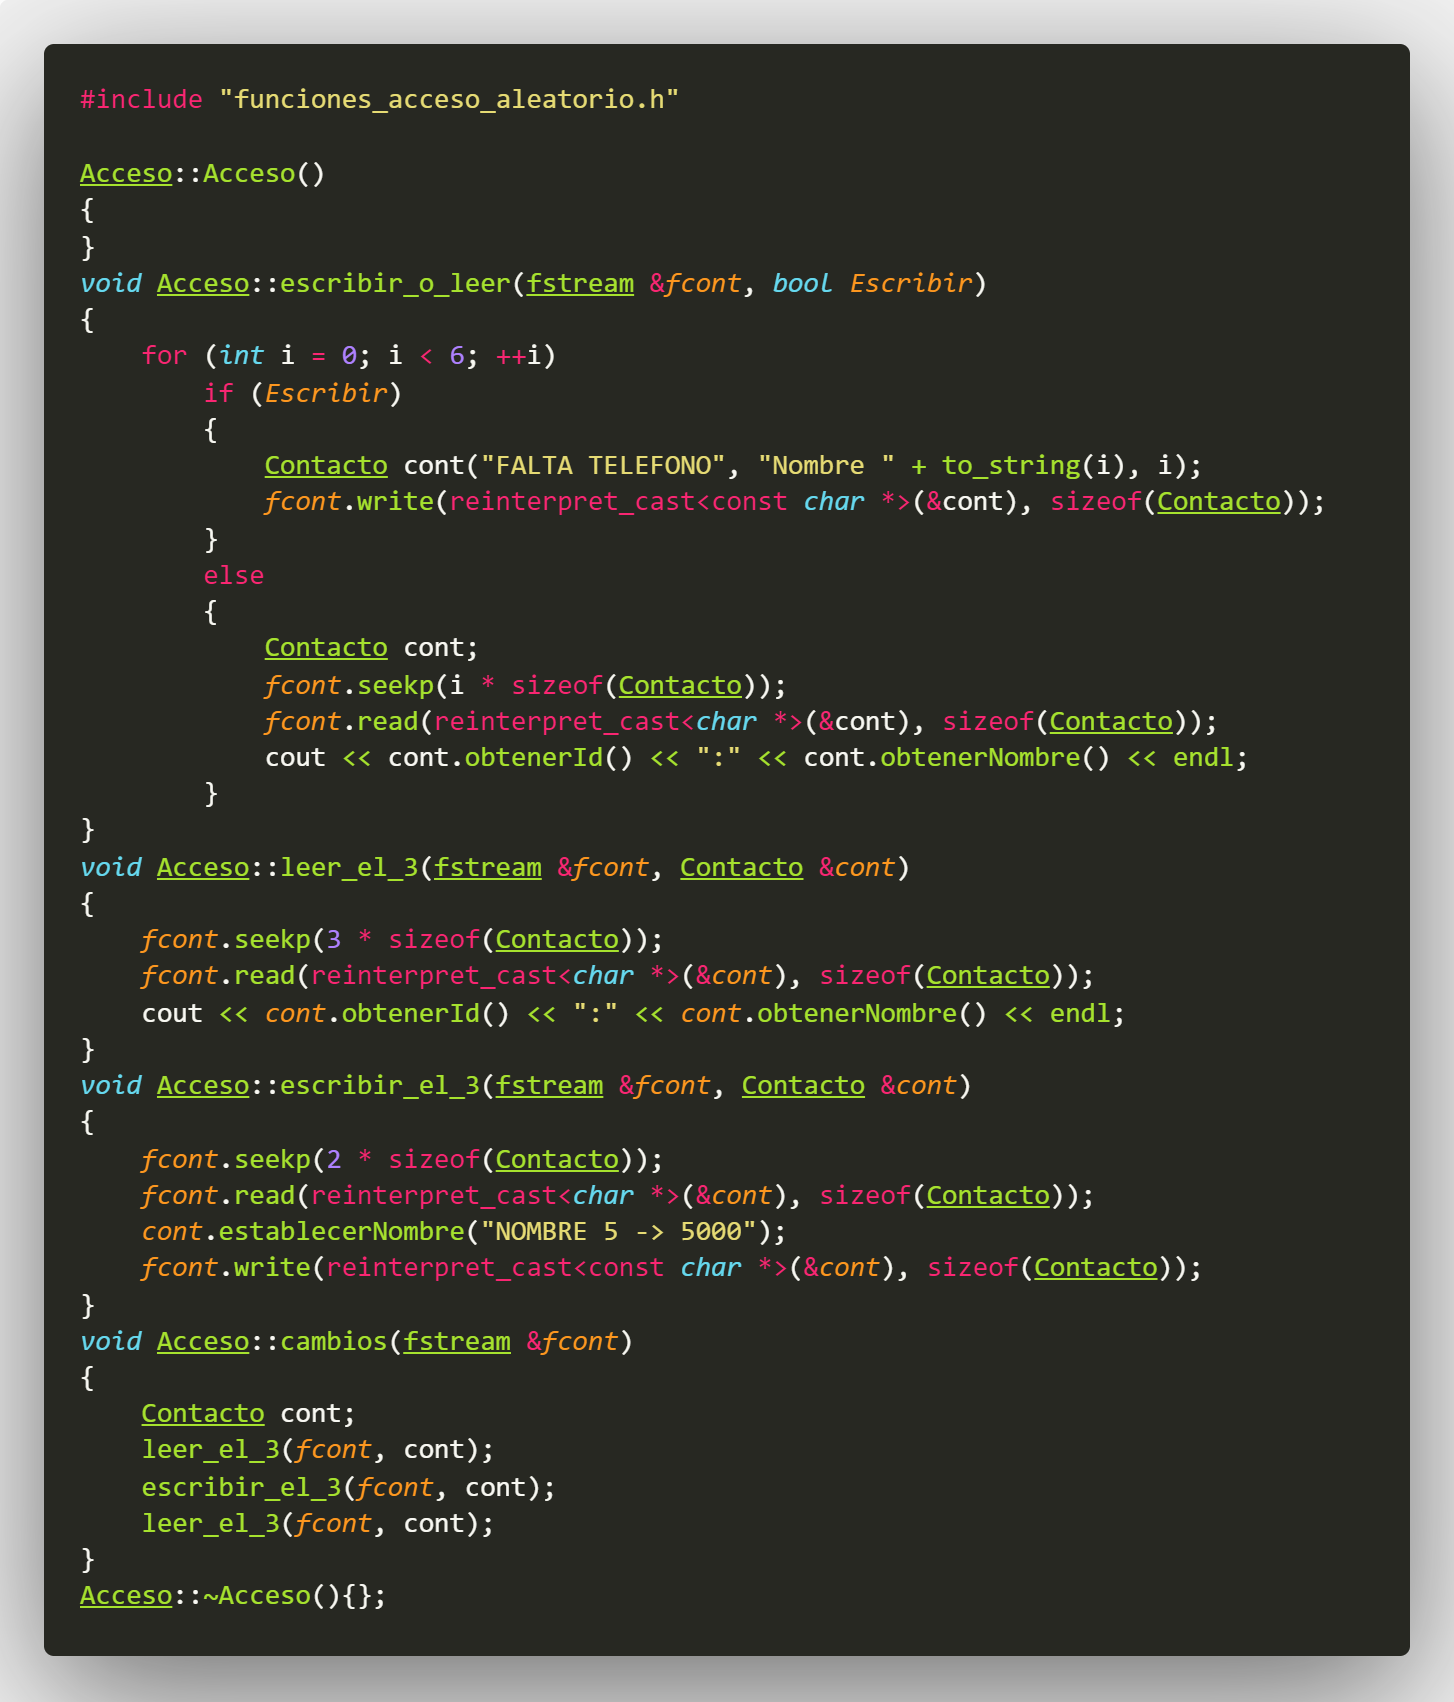 #include "funciones_acceso_aleatorio.h"

Acceso::Acceso()
{
}
void Acceso::escribir_o_leer(fstream &fcont, bool Escribir)
{
    for (int i = 0; i < 6; ++i)
        if (Escribir)
        {
            Contacto cont("FALTA TELEFONO", "Nombre " + to_string(i), i);
            fcont.write(reinterpret_cast<const char *>(&cont), sizeof(Contacto));
        }
        else
        {
            Contacto cont;
            fcont.seekp(i * sizeof(Contacto));
            fcont.read(reinterpret_cast<char *>(&cont), sizeof(Contacto));
            cout << cont.obtenerId() << ":" << cont.obtenerNombre() << endl;
        }
}
void Acceso::leer_el_3(fstream &fcont, Contacto &cont)
{
    fcont.seekp(3 * sizeof(Contacto));
    fcont.read(reinterpret_cast<char *>(&cont), sizeof(Contacto));
    cout << cont.obtenerId() << ":" << cont.obtenerNombre() << endl;
}
void Acceso::escribir_el_3(fstream &fcont, Contacto &cont)
{
    fcont.seekp(2 * sizeof(Contacto));
    fcont.read(reinterpret_cast<char *>(&cont), sizeof(Contacto));
    cont.establecerNombre("NOMBRE 5 -> 5000");
    fcont.write(reinterpret_cast<const char *>(&cont), sizeof(Contacto));
}
void Acceso::cambios(fstream &fcont)
{
    Contacto cont;
    leer_el_3(fcont, cont);
    escribir_el_3(fcont, cont);
    leer_el_3(fcont, cont);
}
Acceso::~Acceso(){};